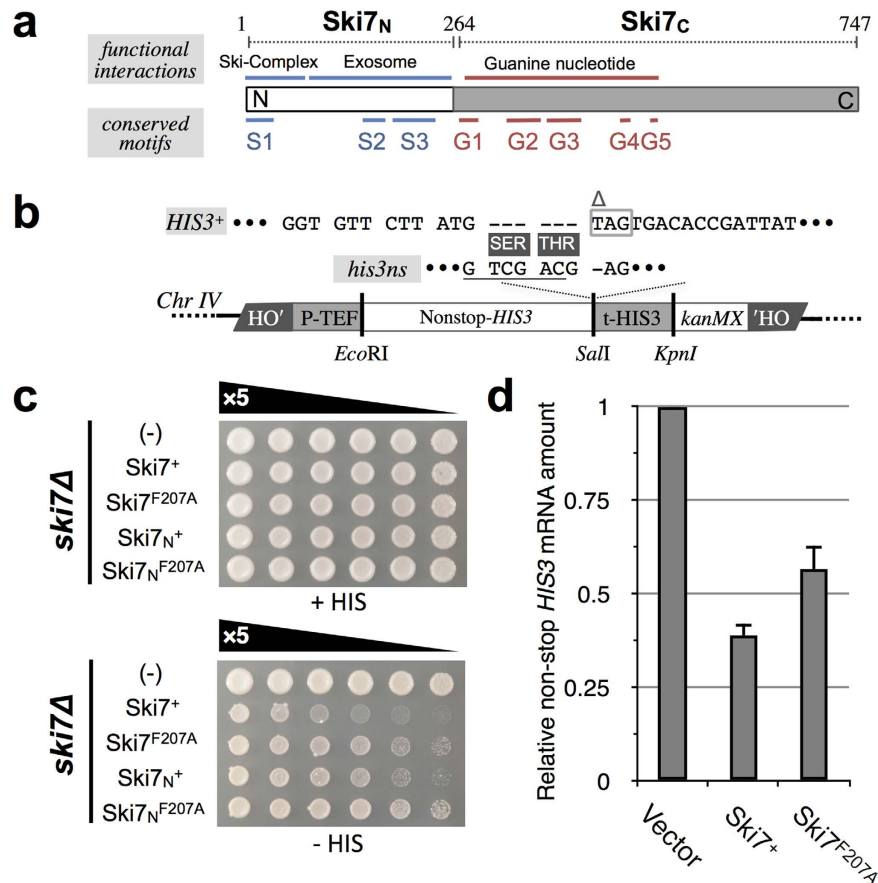 a
1 Ski7N 264 Ski7C 747
functional interactions
Ski-Complex Exosome Guanine nucleotide
N C
conserved motifs
S1 S2 S3 G1 G2 G3 G4 G5
b
Δ
HIS3+ ••• GGT GTT CTT ATG --- --- TAGTGACACCGATTAT•••
SER THR
his3ns •••G TCG ACG -AG•••
Chr IV
HO' P-TEF Nonstop-HIS3 t-HIS3 kanMX 'HO
EcoRI SalI KpnI
c
×5
ski7Δ
(-)
Ski7+
Ski7F207A
Ski7N+
Ski7NF207A
+ HIS
×5
ski7Δ
(-)
Ski7+
Ski7F207A
Ski7N+
Ski7NF207A
- HIS
d
Relative non-stop HIS3 mRNA amount
1
0.75
0.5
0.25
0
Vector
Ski7+
Ski7F207A